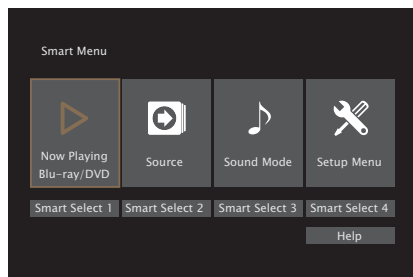 Smart Menu
Now Playing
Blu-ray/DVD
Source
Sound Mode
Setup Menu
Smart Select 1
Smart Select 2
Smart Select 3
Smart Select 4
Help